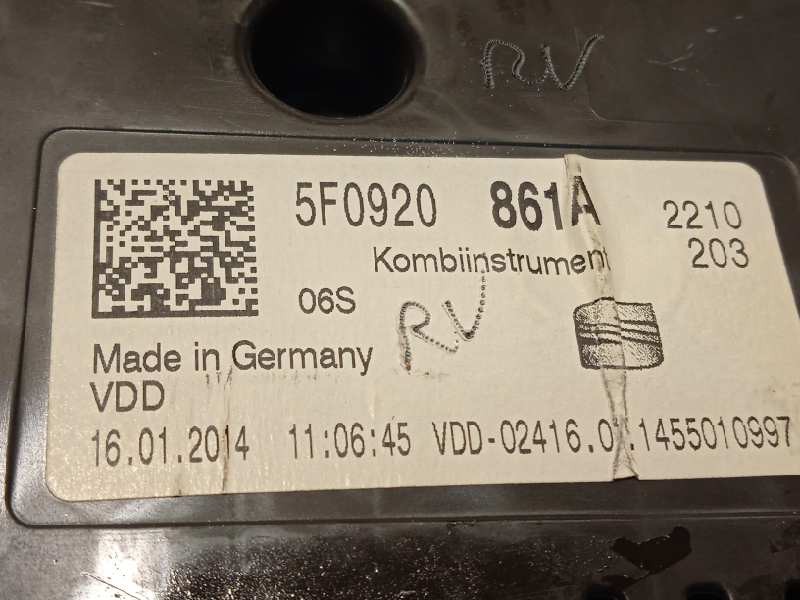 RV
5F0920 861A 2210
Kombiinstrument 203
06S
RV
Made in Germany
VDD
16.01.2014 11:06:45 VDD-02416.0 .1455010997